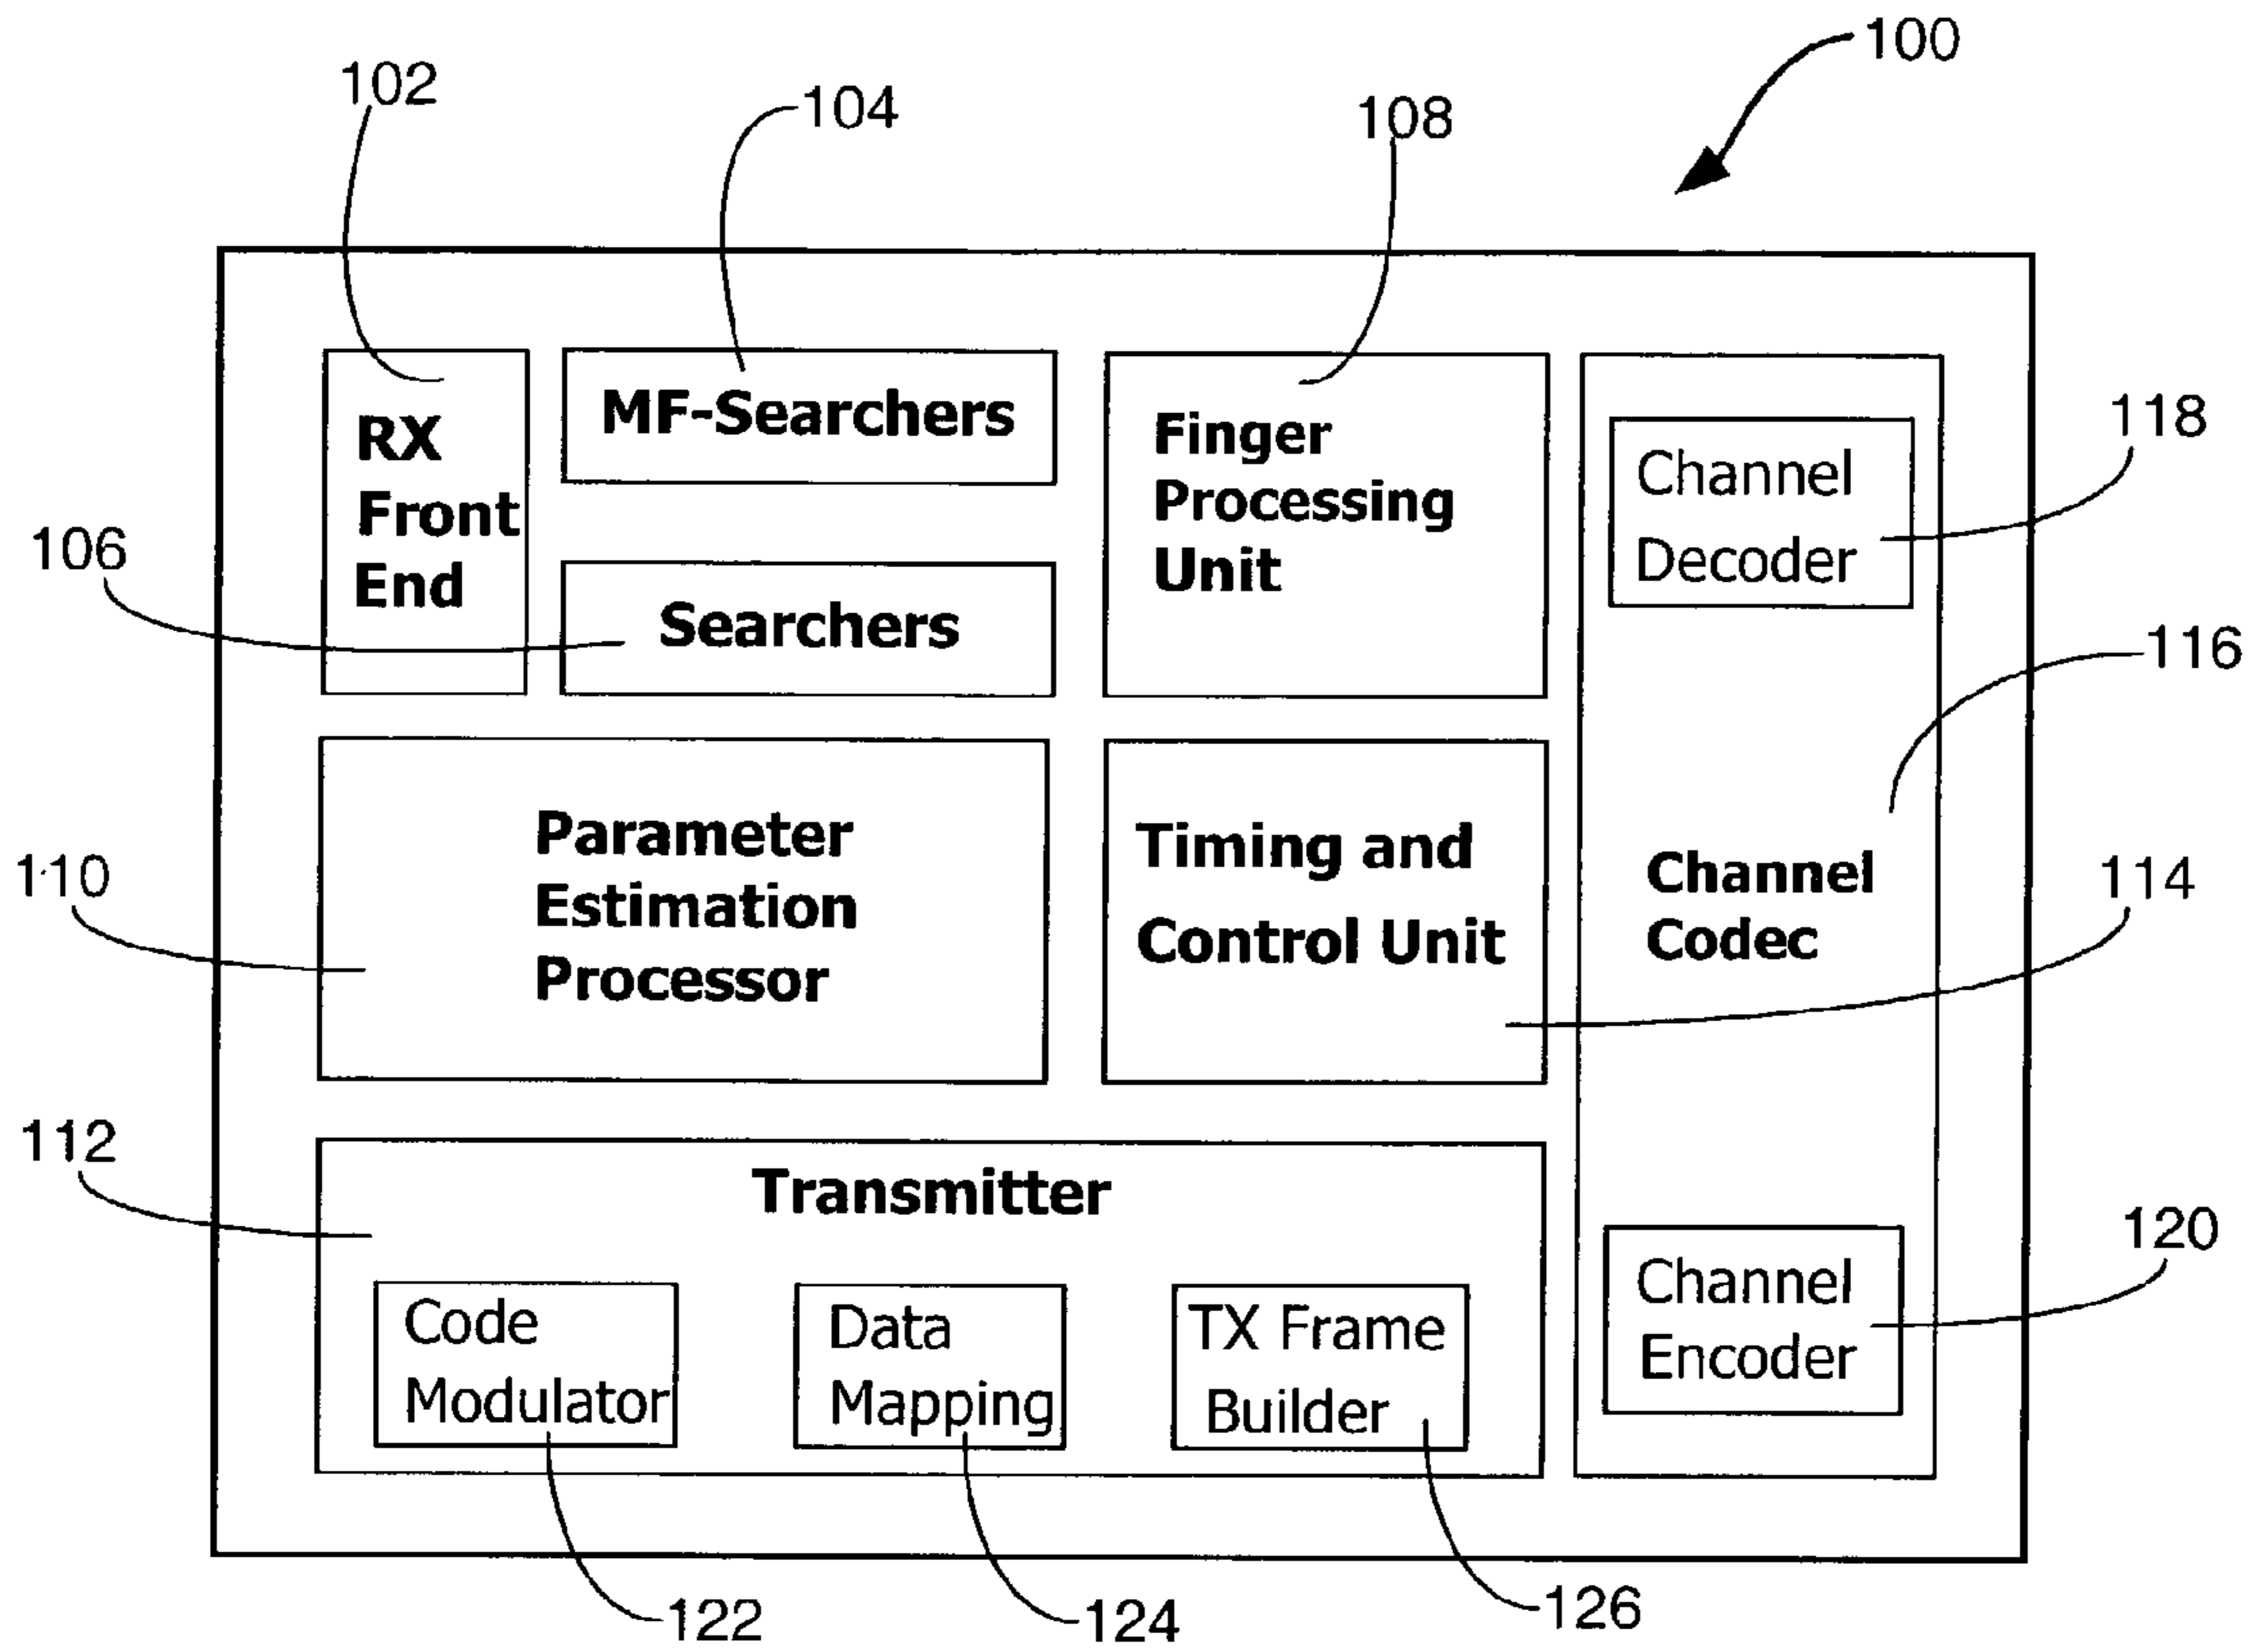 100
102
104
108
RX
Front
End
MF-Searchers
Finger
Processing
Unit
Channel
Decoder
118
106
Searchers
116
Parameter
Estimation
Processor
110
Timing and
Control Unit
Channel
Codec
114
112
Transmitter
Code
Modulator
Data
Mapping
TX Frame
Builder
Channel
Encoder
120
122
124
126